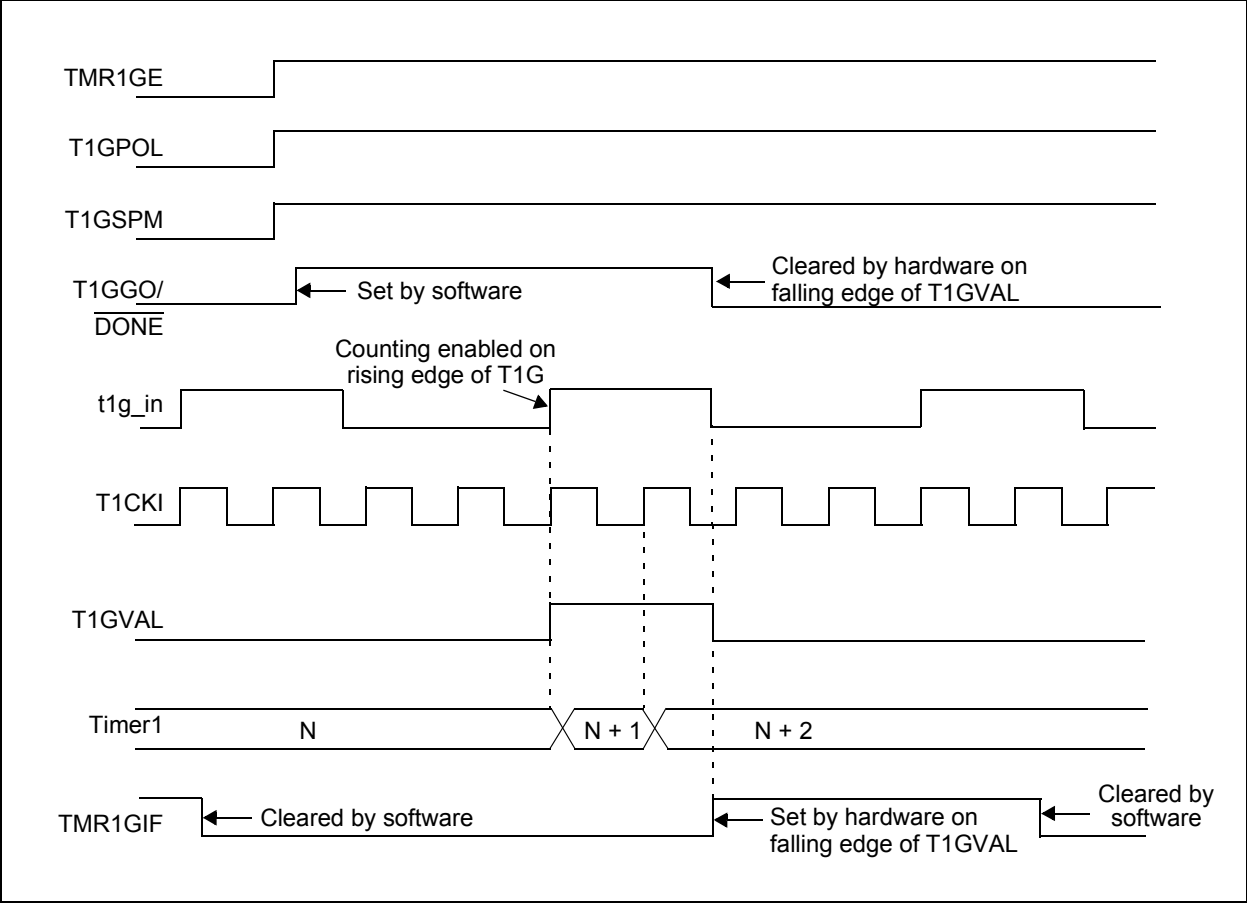 TMR1GE
T1GPOL
T1GSPM
T1GGO/
DONE
Set by software
Cleared by hardware on
falling edge of T1GVAL
Counting enabled on
rising edge of T1G
t1g_in
T1CKI
T1GVAL
Timer1
N
N + 1
N + 2
TMR1GIF
Cleared by software
Set by hardware on
falling edge of T1GVAL
Cleared by
software